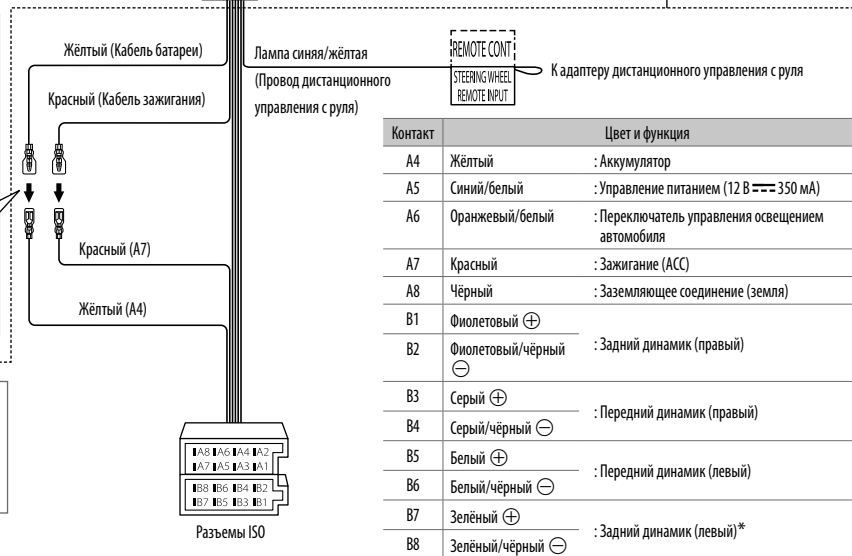 Жёлтый (Кабель батареи)
Красный (Кабель зажигания)
Лампа синяя/жёлтая
(Провод дистанционного
управления с руля)
REMOTE CONT
STEERING WHEEL
REMOTE INPUT
К адаптеру дистанционного управления с руля
Красный (A7)
Жёлтый (A4)
A8 A6 A4 A2
A7 A5 A3 A1
B8 B6 B4 B2
B7 B5 B3 B1
Разъемы ISO
Контакт Цвет и функция
A4 Жёлтый : Аккумулятор
A5 Синий/белый : Управление питанием (12 В ⎓ 350 мА)
A6 Оранжевый/белый : Переключатель управления освещением
автомобиля
A7 Красный : Зажигание (ACC)
A8 Чёрный : Заземляющее соединение (земля)
B1 Фиолетовый ⊕
: Задний динамик (правый)
B2 Фиолетовый/чёрный
⊖
B3 Серый ⊕
: Передний динамик (правый)
B4 Серый/чёрный ⊖
B5 Белый ⊕
: Передний динамик (левый)
B6 Белый/чёрный ⊖
B7 Зелёный ⊕
: Задний динамик (левый)*
B8 Зелёный/чёрный ⊖